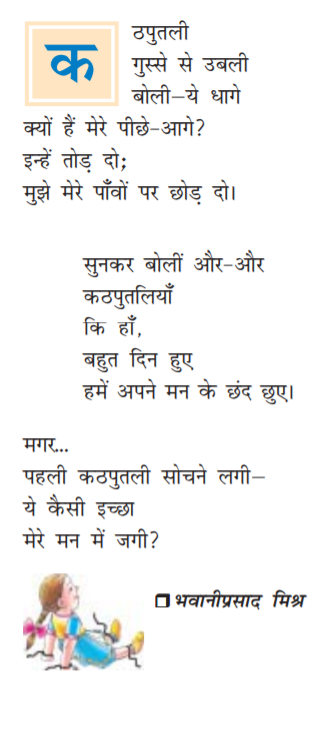 कठपुतली
गुस्से से उबली
बोली–ये धागे
क्यों हैं मेरे पीछे-आगे?
इन्हें तोड़ दो;
मुझे मेरे पाँवों पर छोड़ दो।
सुनकर बोलीं और-और
कठपुतलियाँ
कि हाँ,
बहुत दिन हुए
हमें अपने मन के छंद छुए।
मगर...
पहली कठपुतली सोचने लगी–
ये कैसी इच्छा
मेरे मन में जगी?
❒ भवानीप्रसाद मिश्र